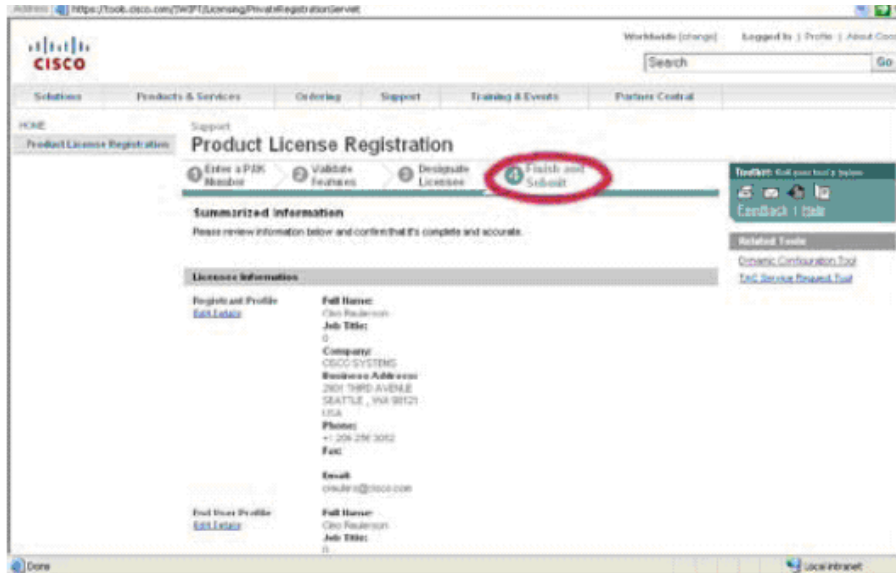 Address https://tools.cisco.com/SWIFT/Licensing/PrivateRegistrationServlet
Worldwide [change] Logged In | Profile | About Cisco
CISCO
Search Go
Solutions Products & Services Ordering Support Training & Events Partner Central
HOME
Product License Registration
Support
Product License Registration
1 Enter a PAK Number
2 Validate Features
3 Designate Licensee
4 Finish and Submit
Summarized Information
Please review information below and confirm that it's complete and accurate.
Toolkit:
Feedback | Help
Related Tools
Dynamic Configuration Tool
TAC Service Request Tool
Licensee Information
Registrant Profile
Edit Details
Full Name:
Job Title:
0
Company:
CISCO SYSTEMS
Business Address:
2901 THIRD AVENUE
SEATTLE , WA 98121
USA
Phone:
Fax:
Email:
End User Profile
Edit Details
Full Name:
Job Title:
0
Done
Local intranet